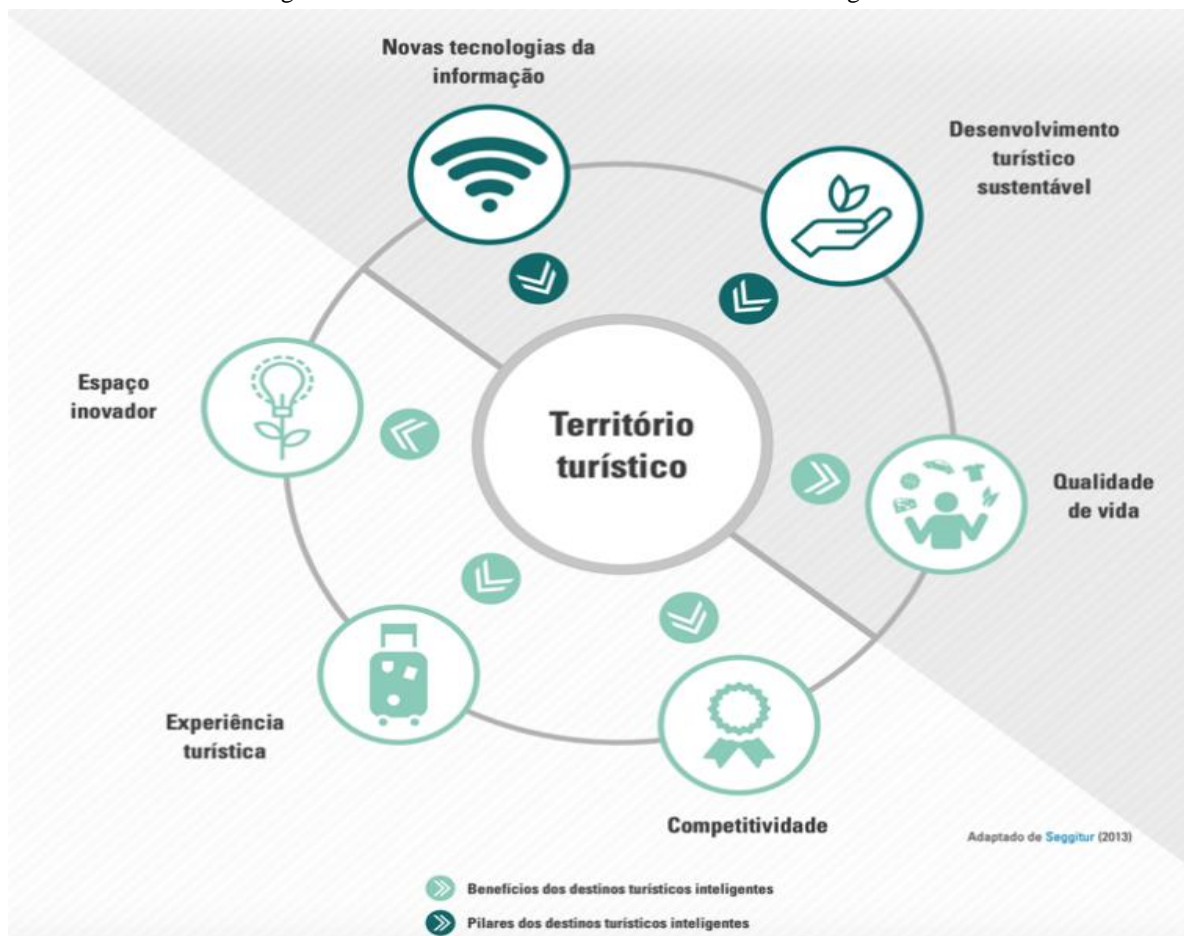 Novas tecnologias da
informação
Desenvolvimento
turístico
sustentável
Espaço
inovador
Território
turístico
Qualidade
de vida
Experiência
turística
Competitividade
Adaptado de Seggitur (2013)
Benefícios dos destinos turísticos inteligentes
Pilares dos destinos turísticos inteligentes